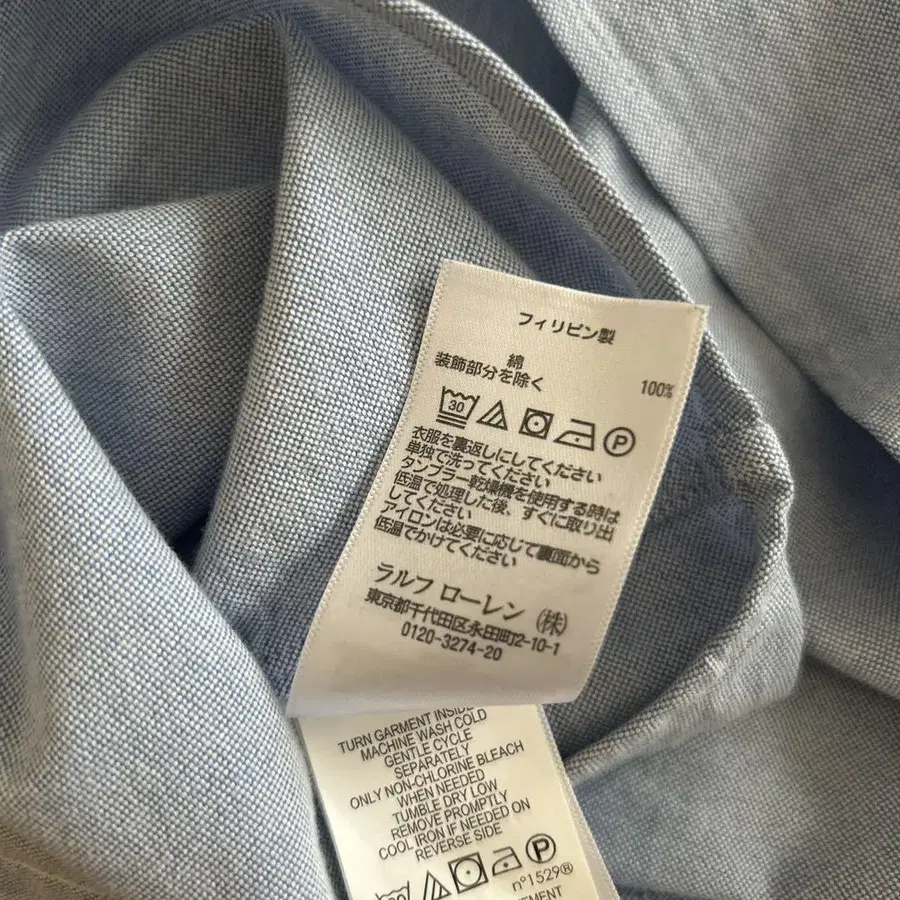 フィリピン製
綿 100%
装飾部分を除く
30 P
衣服を裏返しにしてください
単独で洗ってください
タンブラー乾燥機を使用する時は
低温で処理した後、すぐに取り出
してください
アイロンは必要に応じて裏面から
低温でかけてください
ラルフ ローレン (株)
東京都千代田区永田町2-10-1
0120-3274-20
TURN GARMENT INSIDE
MACHINE WASH COLD
GENTLE CYCLE
SEPARATELY
ONLY NON-CHLORINE BLEACH
WHEN NEEDED
TUMBLE DRY LOW
REMOVE PROMPTLY
COOL IRON IF NEEDED ON
REVERSE SIDE
P
n°1529®